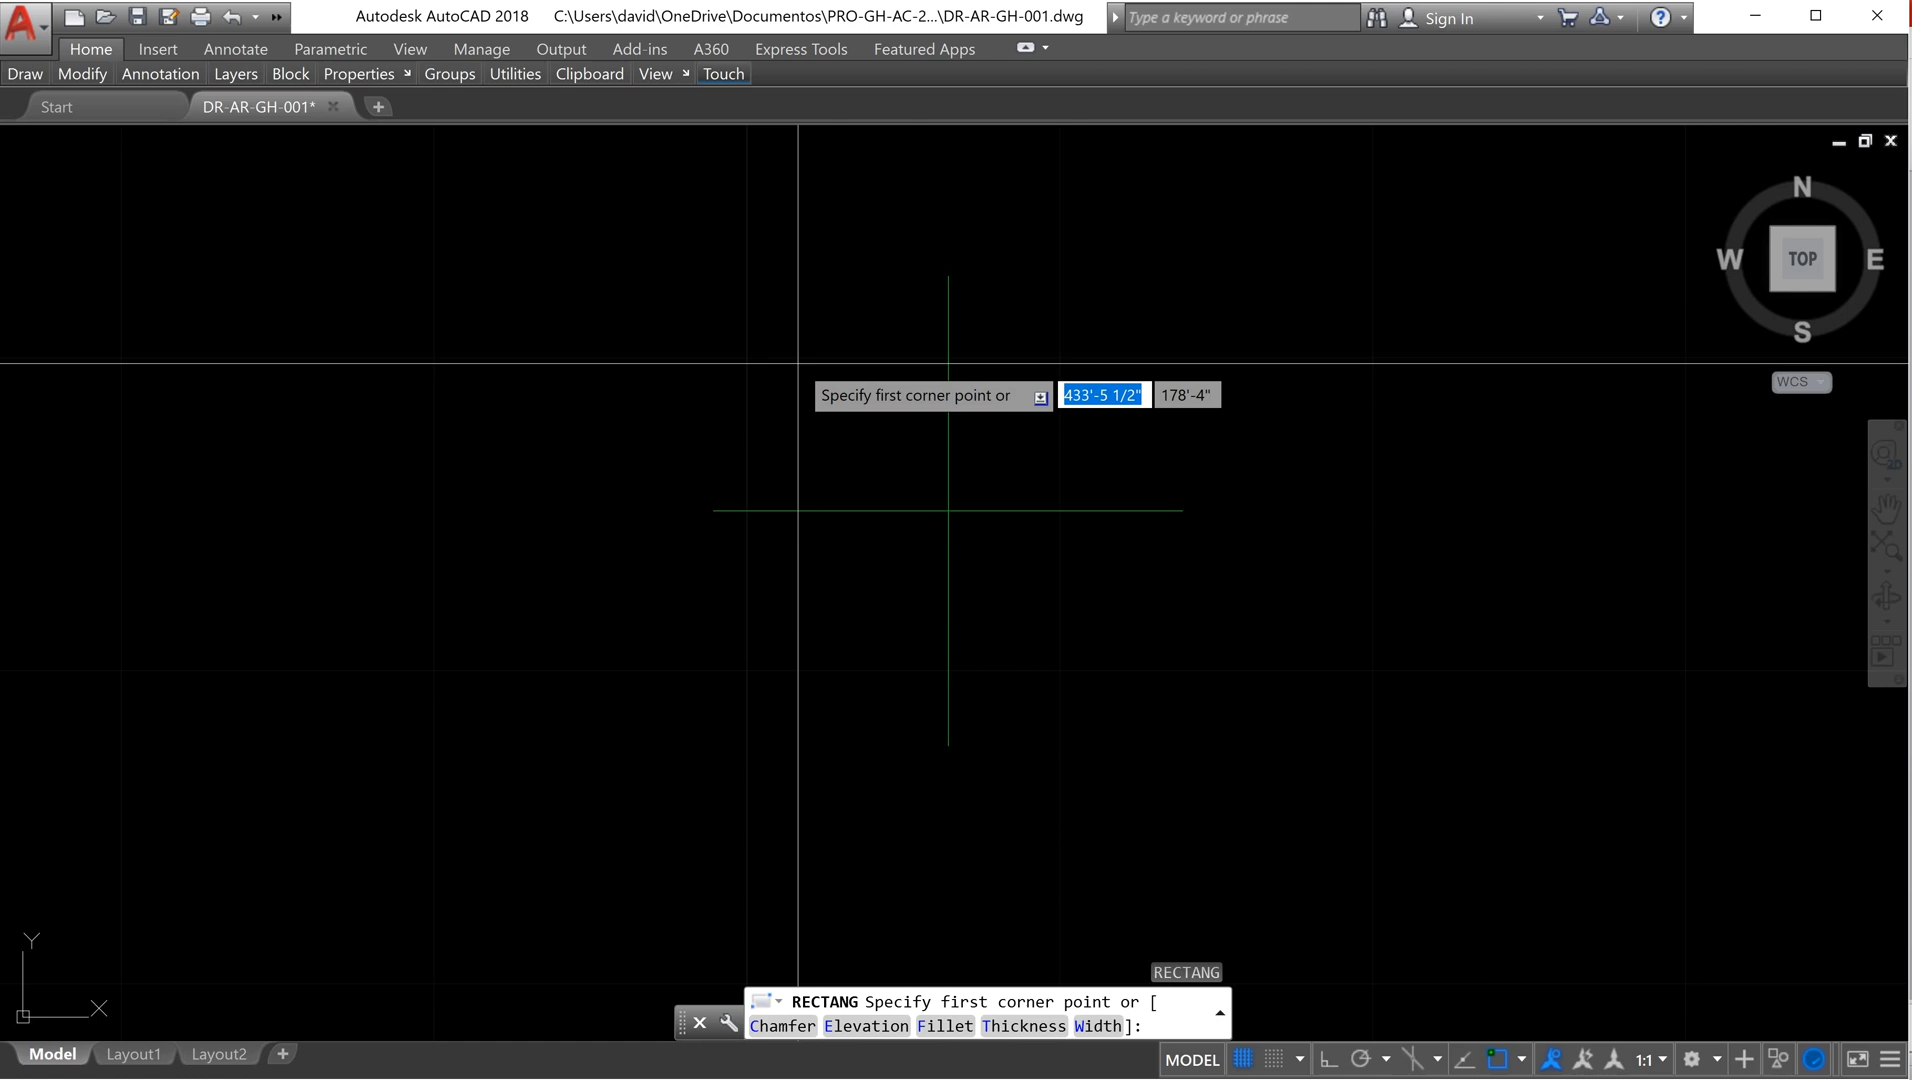 Autodesk AutoCAD 2018 C:\Users\david\OneDrive\Documentos\PRO-GH-AC-2...\DR-AR-GH-001.dwg Type a keyword or phrase Sign In
Home Insert Annotate Parametric View Manage Output Add-ins A360 Express Tools Featured Apps
Draw Modify Annotation Layers Block Properties Groups Utilities Clipboard View Touch
Start DR-AR-GH-001*
N
W TOP E
S
WCS
Specify first corner point or 433'-5 1/2" 178'-4"
2D
Y
X
RECTANG
RECTANG Specify first corner point or [
Chamfer Elevation Fillet Thickness Width]:
Model Layout1 Layout2
MODEL 1:1